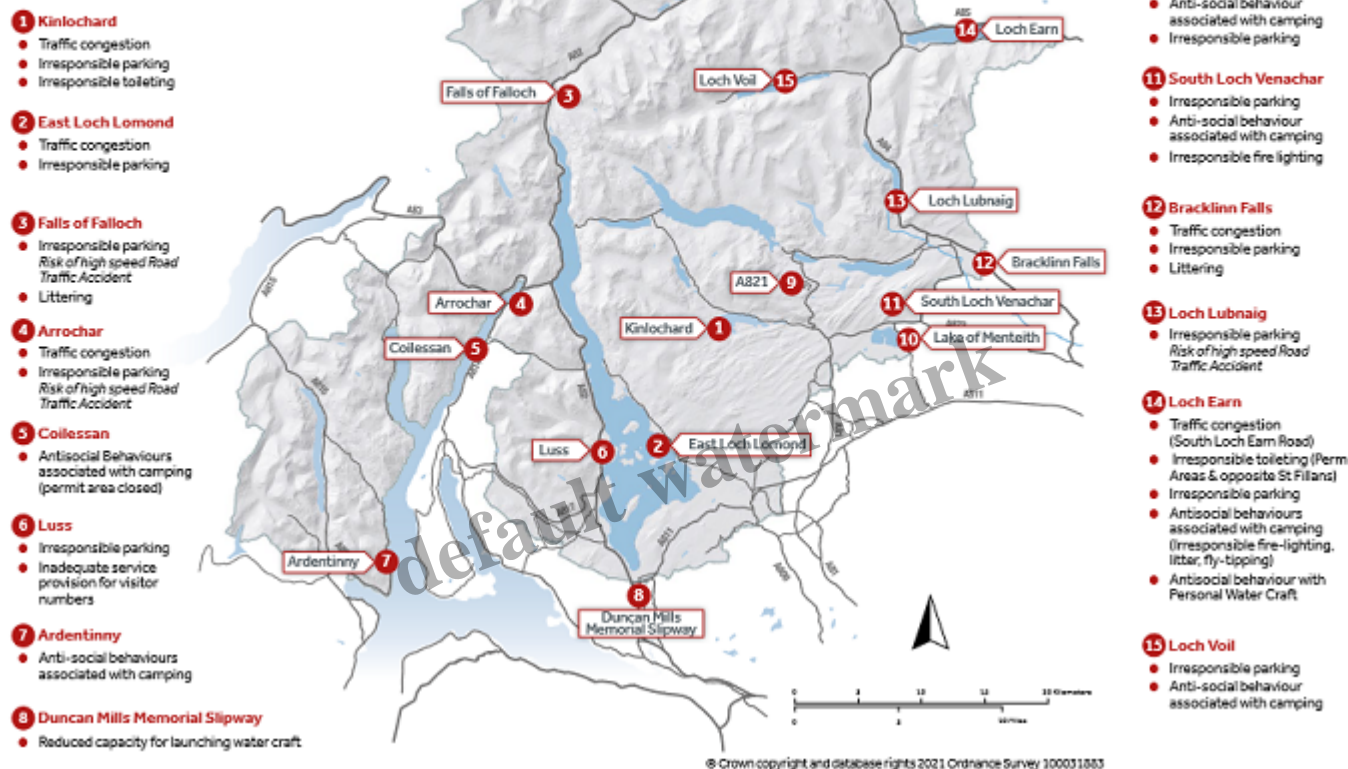 1 Kinlochard
Traffic congestion
Irresponsible parking
Irresponsible toileting
2 East Loch Lomond
Traffic congestion
Irresponsible parking
3 Falls of Falloch
Irresponsible parking
Risk of high speed Road
Traffic Accident
Littering
4 Arrochar
Traffic congestion
Irresponsible parking
Risk of high speed Road
Traffic Accident
5 Coilessan
Antisocial Behaviours
associated with camping
(permit area closed)
6 Luss
Irresponsible parking
Inadequate service
provision for visitor
numbers
7 Ardentinny
Anti-social behaviours
associated with camping
8 Duncan Mills Memorial Slipway
Reduced capacity for launching water craft
A85
14 Loch Earn
Loch Voil 15
A82
Falls of Falloch 3
A84
13 Loch Lubnaig
A83
12 Bracklinn Falls
A821 9
A815
Arrochar 4
11 South Loch Venachar
Kinlochard 1
10 Lake of Menteith
Coilessan 5
A811
Luss 6
2 East Loch Lomond
default watermark
Ardentinny 7
A811
8
Duncan Mills
Memorial Slipway
© Crown copyright and database rights 2021 Ordnance Survey 100031883
Anti-social behaviour
associated with camping
Irresponsible parking
11 South Loch Venachar
Irresponsible parking
Anti-social behaviour
associated with camping
Irresponsible fire lighting
12 Bracklinn Falls
Traffic congestion
Irresponsible parking
Littering
13 Loch Lubnaig
Irresponsible parking
Risk of high speed Road
Traffic Accident
14 Loch Earn
Traffic congestion
(South Loch Earn Road)
Irresponsible toileting (Perm
Areas & opposite St Fillans)
Irresponsible parking
Antisocial behaviours
associated with camping
(Irresponsible fire-lighting,
litter, fly-tipping)
Antisocial behaviour with
Personal Water Craft
15 Loch Voil
Irresponsible parking
Anti-social behaviour
associated with camping